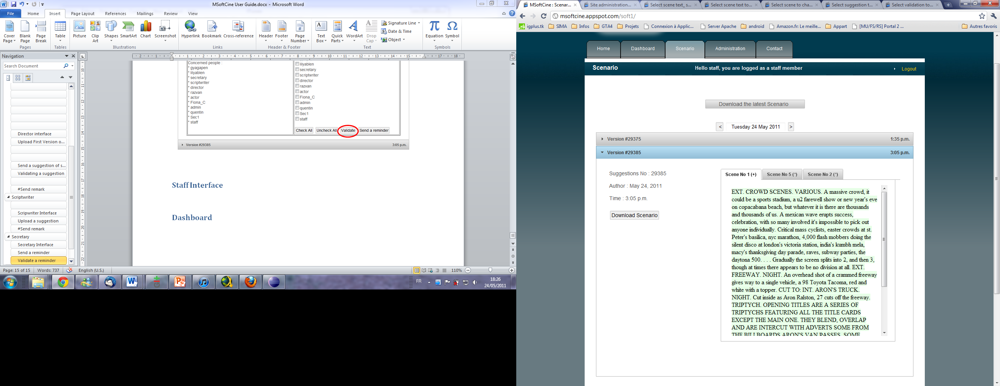 MSoftCine User Guide.docx - Microsoft Word
File Home Insert Page Layout References Mailings Review View
Cover Page
Blank Page
Page Break
Table
Picture
Clip Art
Shapes
SmartArt
Chart
Screenshot
Hyperlink
Bookmark
Cross-reference
Header
Footer
Page Number
Text Box
Quick Parts
WordArt
Drop Cap
Signature Line
Date & Time
Object
Equation
Symbol
Pages Tables Illustrations Links Header & Footer Text Symbols
Navigation
Search Document
Director interface
Upload First Version o...
Send a suggestion of s...
Validating a suggestion
#Send remark
Scriptwriter
Scripwriter Interface
Upload a suggestion
#Send remark
Secretary
Secretary Interface
Send a reminder
Validate a reminder
Concerned people :
* gyagapen
* lilyablen
* secretary
* scriptwriter
* director
* razvan
* actor
* Fiona_C
* admin
* quentin
* Sec1
* staff
lilyablen
secretary
scriptwriter
director
razvan
actor
Fiona_C
admin
quentin
Sec1
staff
Check All Uncheck All Validate Send a reminder
Version #29385 3:05 p.m.
Staff Interface
Dashboard
Page: 15 of 15 Words: 737 English (U.S.) 110%
FR
18:26
24/05/2011
MSoftCine : Scenar... Site administration... Select scene text_ s... Select scene text to... Select scene to cha... Select suggestion t... Select validation to...
msoftcine.appspot.com/soft1/
igplus.tk SIMA Infos GTA4 Projets Connexion à Applic... Server Apache android Amazon.fr: Le meille... Appart [MU/FS/RS] Portal 2 ... Autres favoris
Home Dashboard Scenario Administration Contact
Scenario Hello staff, you are logged as a staff member Logout
Download the latest Scenario
< Tuesday 24 May 2011 >
Version #29375 1:35 p.m.
Version #29385 3:05 p.m.
Suggestions No : 29385
Author : May 24, 2011
Time : 3:05 p.m.
Download Scenario
Scene No 1 (+) Scene No 5 (*) Scene No 2 (*)
EXT. CROWD SCENES. VARIOUS. A massive crowd, it
could be a sports stadium, a u2 farewell show or new year's eve
on copacabana beach, but whatever it is there are thousands
and thousands of us. A mexican wave erupts success,
celebration, with so many involved it's impossible to pick out
anyone individually. Critical mass cyclists, easter crowds at st.
Peter's basilica, nyc marathon, 4,000 flash mobbers doing the
silent disco at london's victoria station, india's kumbh mela,
macy's thanksgiving day parade, raves, subway parties, the
daytona 500. . . . Gradually the screen splits into 2, and then 3,
though at times there appears to be no division at all. EXT.
FREEWAY. NIGHT. An overhead shot of a crammed freeway
gives way to a single vehicle, a 98 Toyota Tacoma, red and
white with a topper. CUT TO: INT. ARON'S TRUCK.
NIGHT. Cut inside as Aron Ralston, 27 cuts off the freeway.
TRIPTYCH. OPENING TITLES ARE A SERIES OF
TRIPTYCHS FEATURING ALL THE TITLE CARDS
EXCEPT THE MAIN ONE. THEY BLEND, OVERLAP
AND ARE INTERCUT WITH ADVERTS SOME FROM
THE BILLBOARDS ARON'S VAN PASSES, SOME